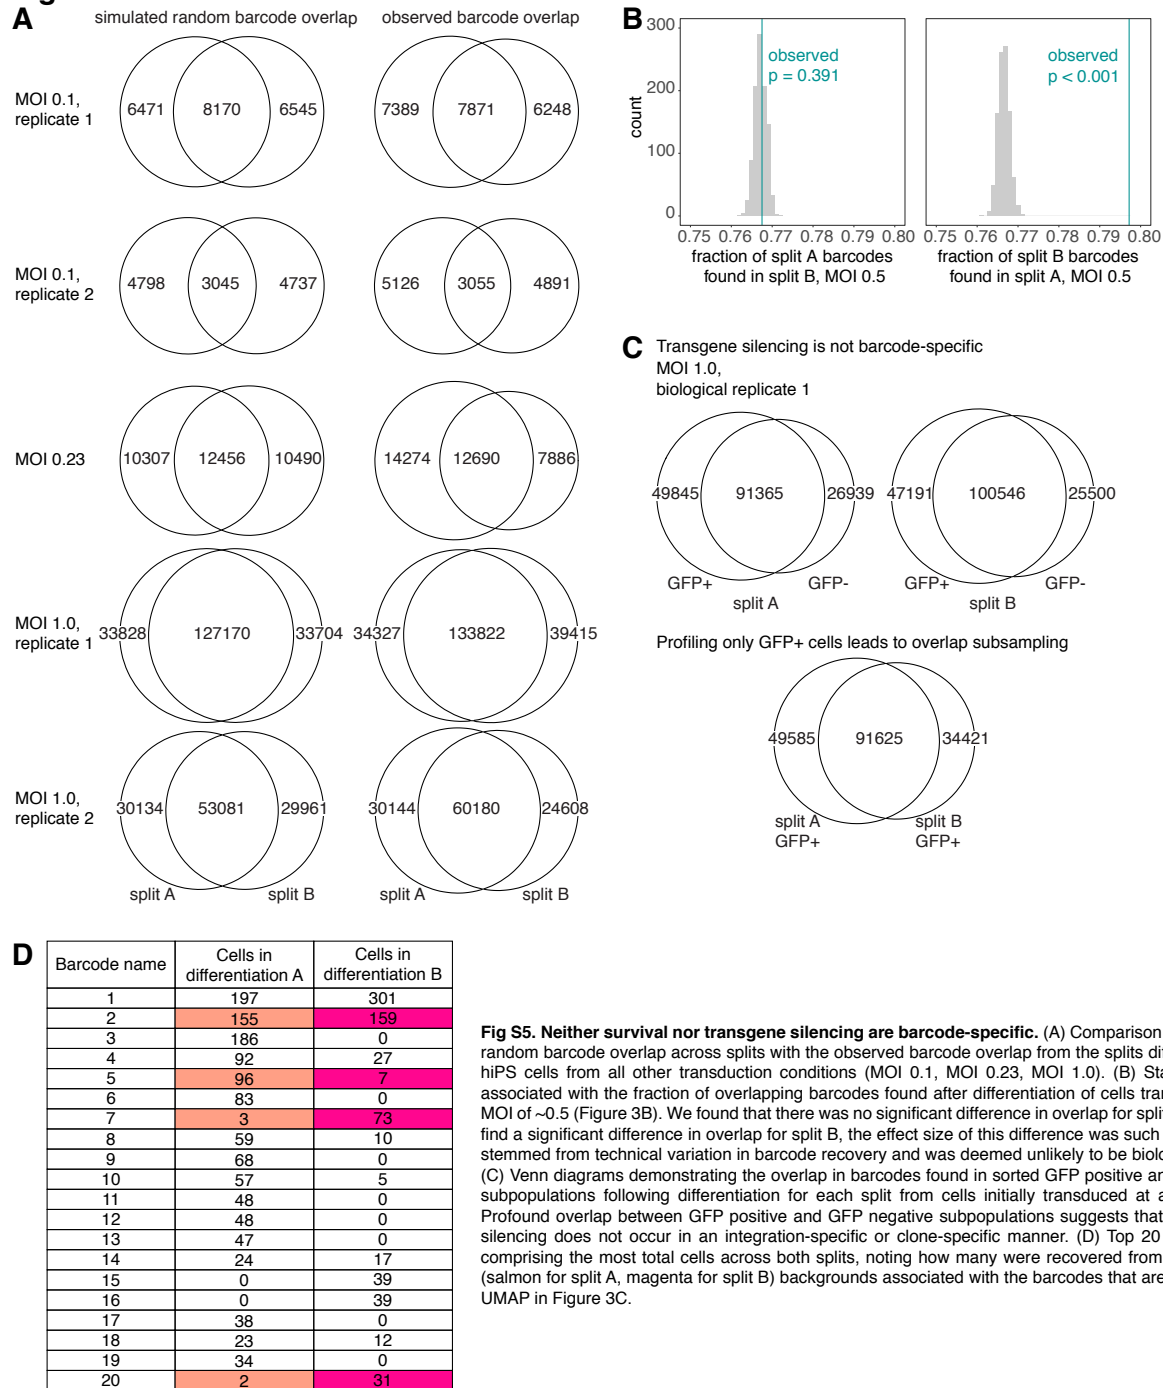 A
simulated random barcode overlap
observed barcode overlap
MOI 0.1,
replicate 1
6471
8170
6545
7389
7871
6248
MOI 0.1,
replicate 2
4798
3045
4737
5126
3055
4891
MOI 0.23
10307
12456
10490
14274
12690
7886
MOI 1.0,
replicate 1
33828
127170
33704
34327
133822
39415
MOI 1.0,
replicate 2
30134
53081
29961
30144
60180
24608
split A
split B
split A
split B
B
300
200
100
0
count
observed
p = 0.391
0.75 0.76 0.77 0.78 0.79 0.80
fraction of split A barcodes
found in split B, MOI 0.5
observed
p < 0.001
0.75 0.76 0.77 0.78 0.79 0.80
fraction of split B barcodes
found in split A, MOI 0.5
C
Transgene silencing is not barcode-specific
MOI 1.0,
biological replicate 1
49845
91365
26939
GFP+
GFP-
split A
47191
100546
25500
GFP+
GFP-
split B
Profiling only GFP+ cells leads to overlap subsampling
49585
91625
34421
split A
GFP+
split B
GFP+
D
Barcode name
Cells in
differentiation A
Cells in
differentiation B
1 197 301
2 155 159
3 186 0
4 92 27
5 96 7
6 83 0
7 3 73
8 59 10
9 68 0
10 57 5
11 48 0
12 48 0
13 47 0
14 24 17
15 0 39
16 0 39
17 38 0
18 23 12
19 34 0
20 2 31
Fig S5. Neither survival nor transgene silencing are barcode-specific. (A) Comparison
random barcode overlap across splits with the observed barcode overlap from the splits
hiPS cells from all other transduction conditions (MOI 0.1, MOI 0.23, MOI 1.0). (B)
associated with the fraction of overlapping barcodes found after differentiation of cells
MOI of ~0.5 (Figure 3B). We found that there was no significant difference in overlap for
find a significant difference in overlap for split B, the effect size of this difference was such
stemmed from technical variation in barcode recovery and was deemed unlikely to be
(C) Venn diagrams demonstrating the overlap in barcodes found in sorted GFP positive
subpopulations following differentiation for each split from cells initially transduced at
Profound overlap between GFP positive and GFP negative subpopulations suggests that
silencing does not occur in an integration-specific or clone-specific manner. (D) Top 20
comprising the most total cells across both splits, noting how many were recovered from
(salmon for split A, magenta for split B) backgrounds associated with the barcodes that are
UMAP in Figure 3C.